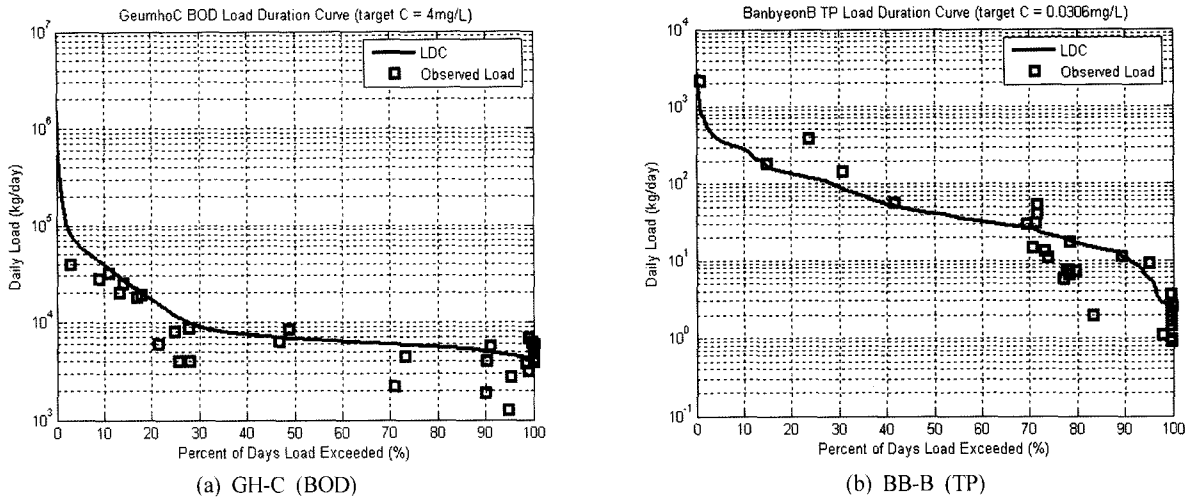 GeumhoC BOD Load Duration Curve (target C = 4mg/L)
10^7
10^6
10^5
10^4
10^3
Daily Load (kg/day)
LDC
Observed Load
0 10 20 30 40 50 60 70 80 90 100
Percent of Days Load Exceeded (%)
(a) GH-C (BOD)
BanbyeonB TP Load Duration Curve (target C = 0.0306mg/L)
10^4
10^3
10^2
10^1
10^0
10^-1
Daily Load (kg/day)
LDC
Observed Load
0 10 20 30 40 50 60 70 80 90 100
Percent of Days Load Exceeded (%)
(b) BB-B (TP)